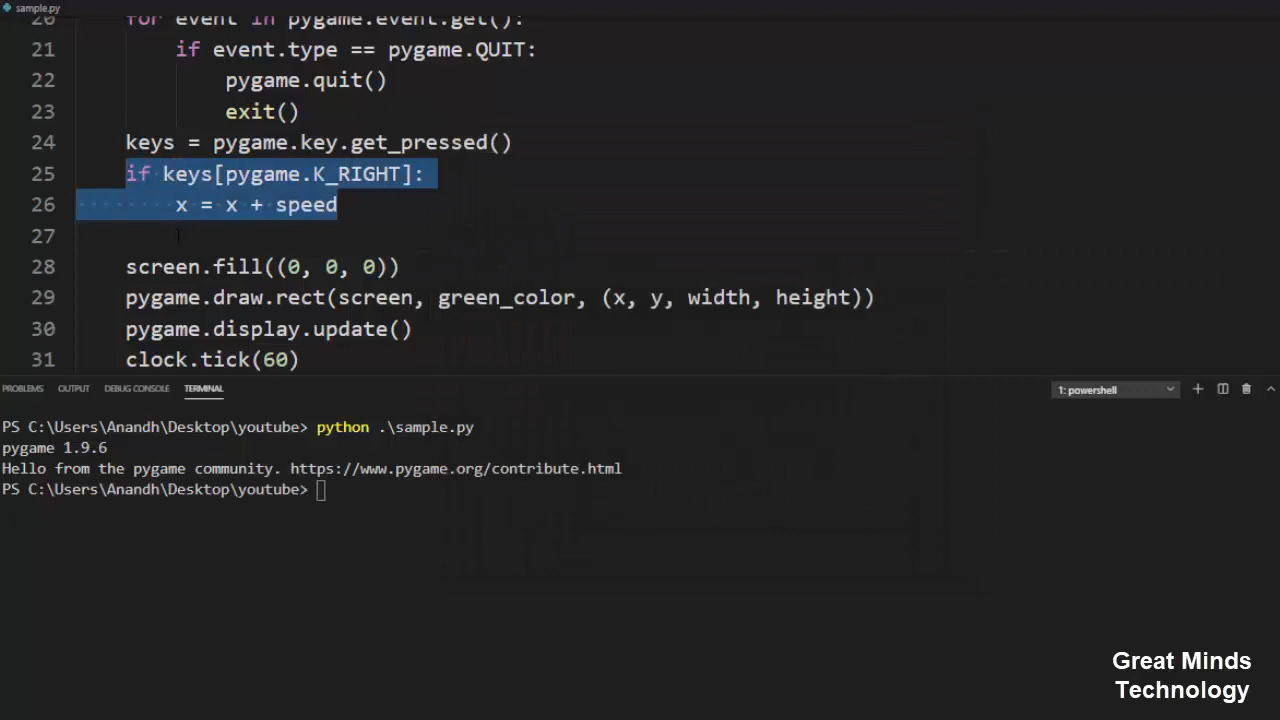 sample.py
20 for event in pygame.event.get():
21 if event.type == pygame.QUIT:
22 pygame.quit()
23 exit()
24 keys = pygame.key.get_pressed()
25 if keys[pygame.K_RIGHT]:
26 x = x + speed
27
28 screen.fill((0, 0, 0))
29 pygame.draw.rect(screen, green_color, (x, y, width, height))
30 pygame.display.update()
31 clock.tick(60)
PROBLEMS OUTPUT DEBUG CONSOLE TERMINAL 1: powershell
PS C:\Users\Anandh\Desktop\youtube> python .\sample.py
pygame 1.9.6
Hello from the pygame community. https://www.pygame.org/contribute.html
PS C:\Users\Anandh\Desktop\youtube>
Great Minds
Technology